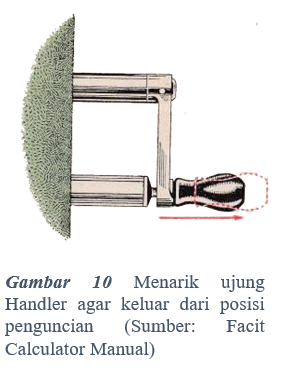 Gambar 10 Menarik ujung
Handler agar keluar dari posisi
penguncian (Sumber: Facit
Calculator Manual)